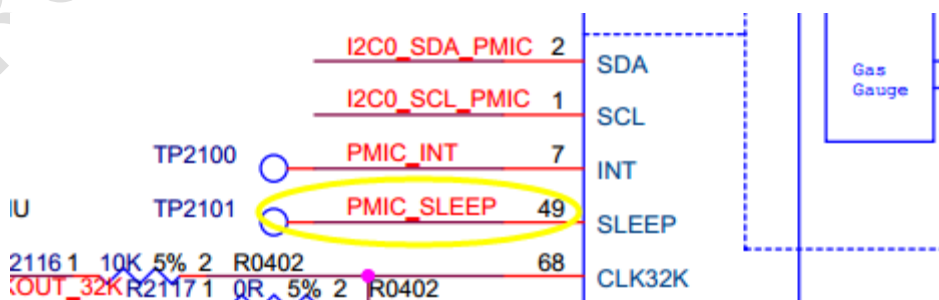 I2C0_SDA_PMIC 2
SDA
Gas
Gauge
I2C0_SCL_PMIC 1
SCL
TP2100 PMIC_INT 7
INT
U TP2101 PMIC_SLEEP 49
SLEEP
2116 1 10K 5% 2 R0402 68
CLK32K
KOUT_32K R2117 1 0R 5% 2 R0402